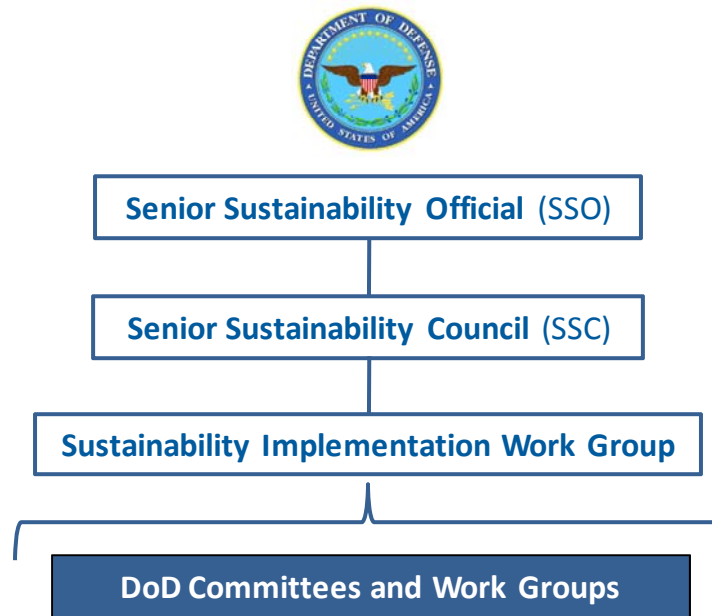 DEPARTMENT OF DEFENSE
UNITED STATES OF AMERICA
Senior Sustainability Official (SSO)
Senior Sustainability Council (SSC)
Sustainability Implementation Work Group
DoD Committees and Work Groups